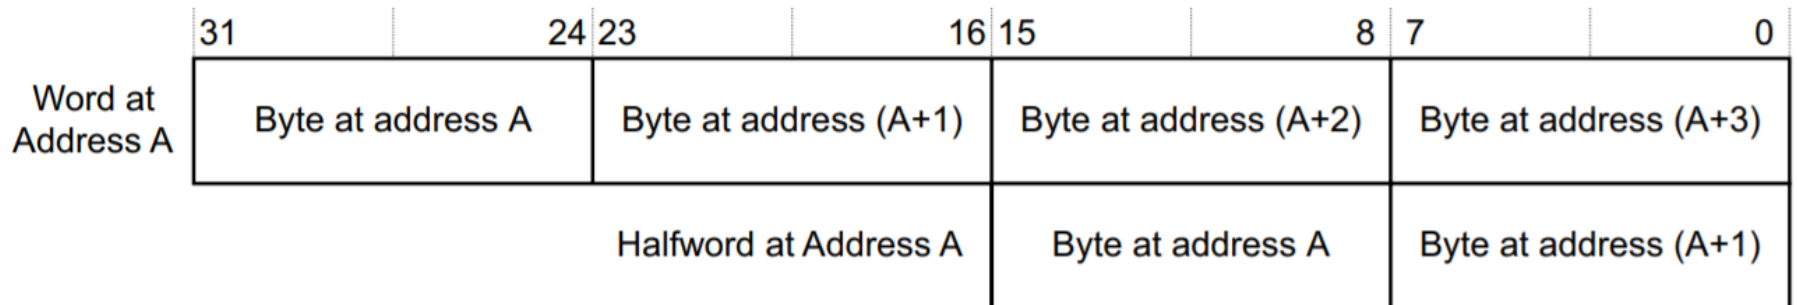 31 24 23 16 15 8 7 0
Word at
Address A
Byte at address A
Byte at address (A+1)
Byte at address (A+2)
Byte at address (A+3)
Halfword at Address A
Byte at address A
Byte at address (A+1)